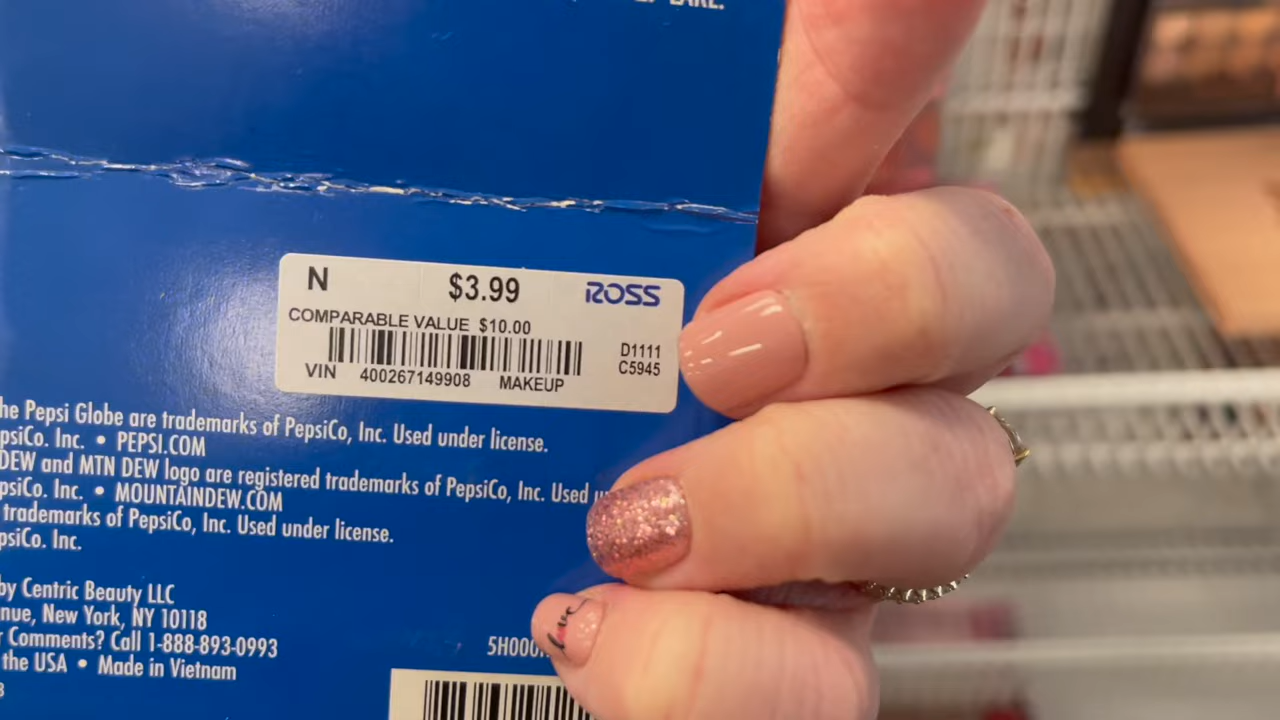 LAKE.
N $3.99 ROSS
COMPARABLE VALUE $10.00
D1111
C5945
VIN 400267149908 MAKEUP
he Pepsi Globe are trademarks of PepsiCo, Inc. Used under license.
psiCo. Inc. • PEPSI.COM
DEW and MTN DEW logo are registered trademarks of PepsiCo, Inc. Used
psiCo. Inc. • MOUNTAINDEW.COM
trademarks of PepsiCo, Inc. Used under license.
psiCo. Inc.
by Centric Beauty LLC
nue, New York, NY 10118
r Comments? Call 1-888-893-0993
the USA • Made in Vietnam
5H000
love